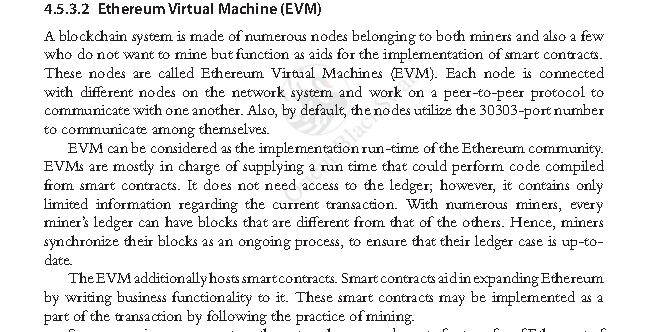 4.5.3.2 Ethereum Virtual Machine (EVM)
A blockchain system is made of numerous nodes belonging to both miners and also a few
who do not want to mine but function as aids for the implementation of smart contracts.
These nodes are called Ethereum Virtual Machines (EVM). Each node is connected
with different nodes on the network system and work on a peer-to-peer protocol to
communicate with one another. Also, by default, the nodes utilize the 30303-port number
to communicate among themselves.
EVM can be considered as the implementation run-time of the Ethereum community.
EVMs are mostly in charge of supplying a run time that could perform code compiled
from smart contracts. It does not need access to the ledger; however, it contains only
limited information regarding the current transaction. With numerous miners, every
miner's ledger can have blocks that are different from that of the others. Hence, miners
synchronize their blocks as an ongoing process, to ensure that their ledger case is up-to-
date.
The EVM additionally hosts smart contracts. Smart contracts aid in expanding Ethereum
by writing business functionality to it. These smart contracts may be implemented as a
part of the transaction by following the practice of mining.